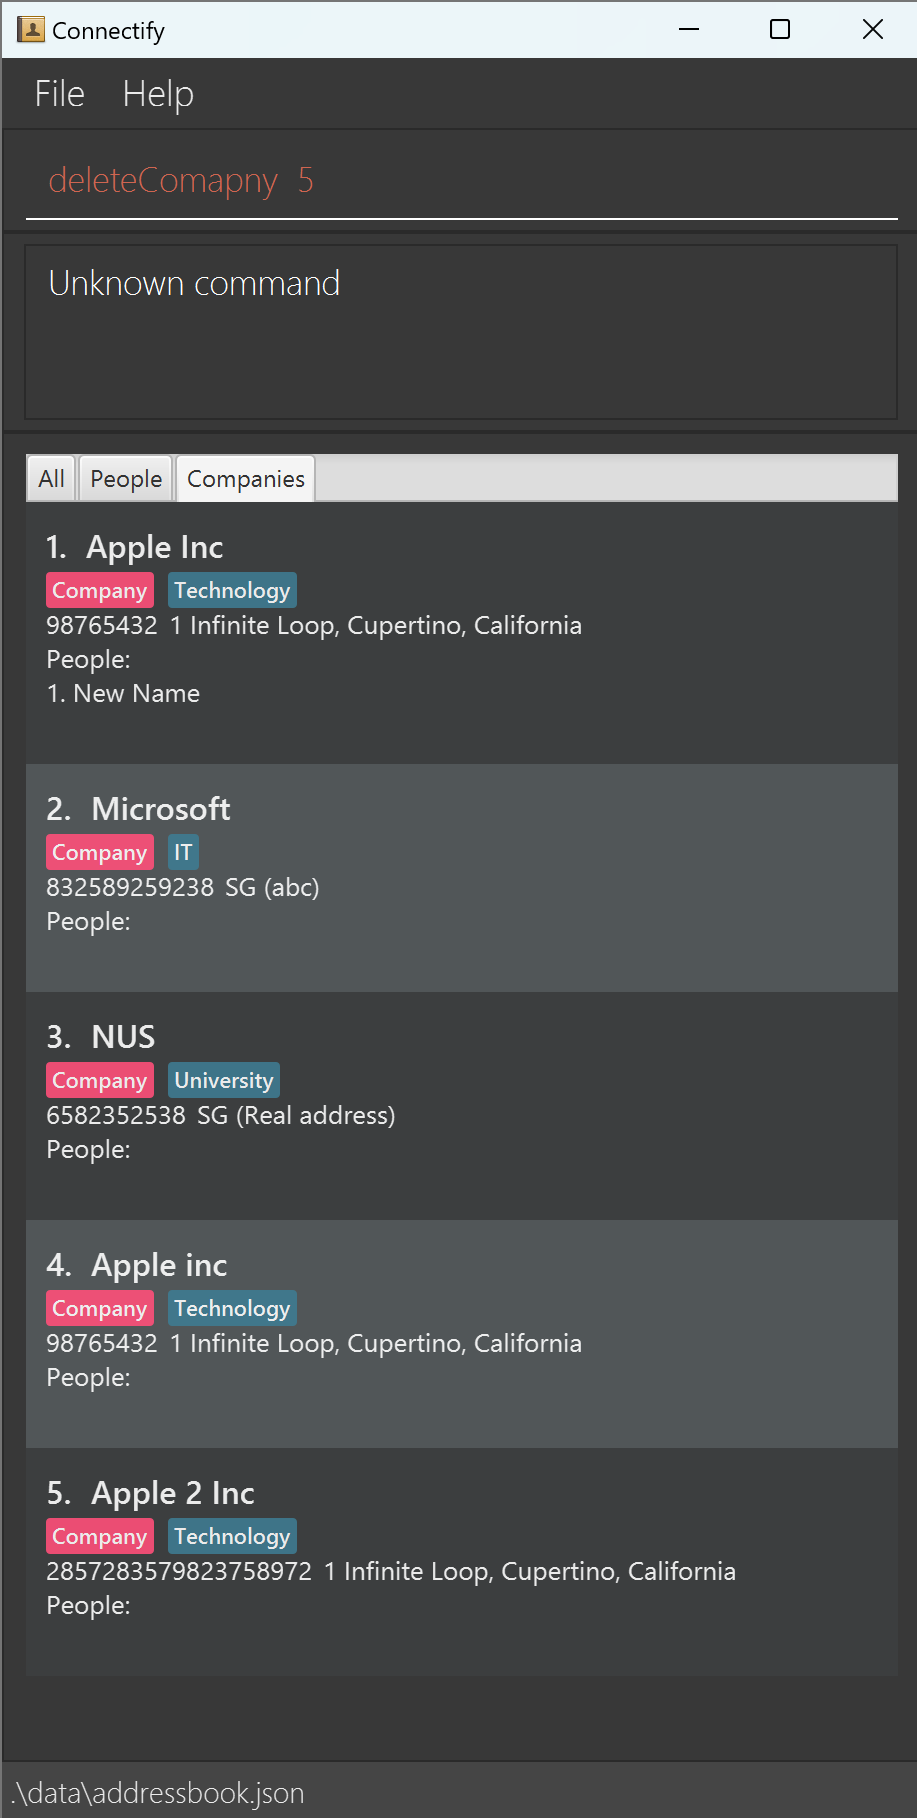 Connectify
File Help
deleteComapny 5
Unknown command
All People Companies
1. Apple Inc
Company Technology
98765432 1 Infinite Loop, Cupertino, California
People:
1. New Name
2. Microsoft
Company IT
832589259238 SG (abc)
People:
3. NUS
Company University
6582352538 SG (Real address)
People:
4. Apple inc
Company Technology
98765432 1 Infinite Loop, Cupertino, California
People:
5. Apple 2 Inc
Company Technology
2857283579823758972 1 Infinite Loop, Cupertino, California
People:
.\data\addressbook.json